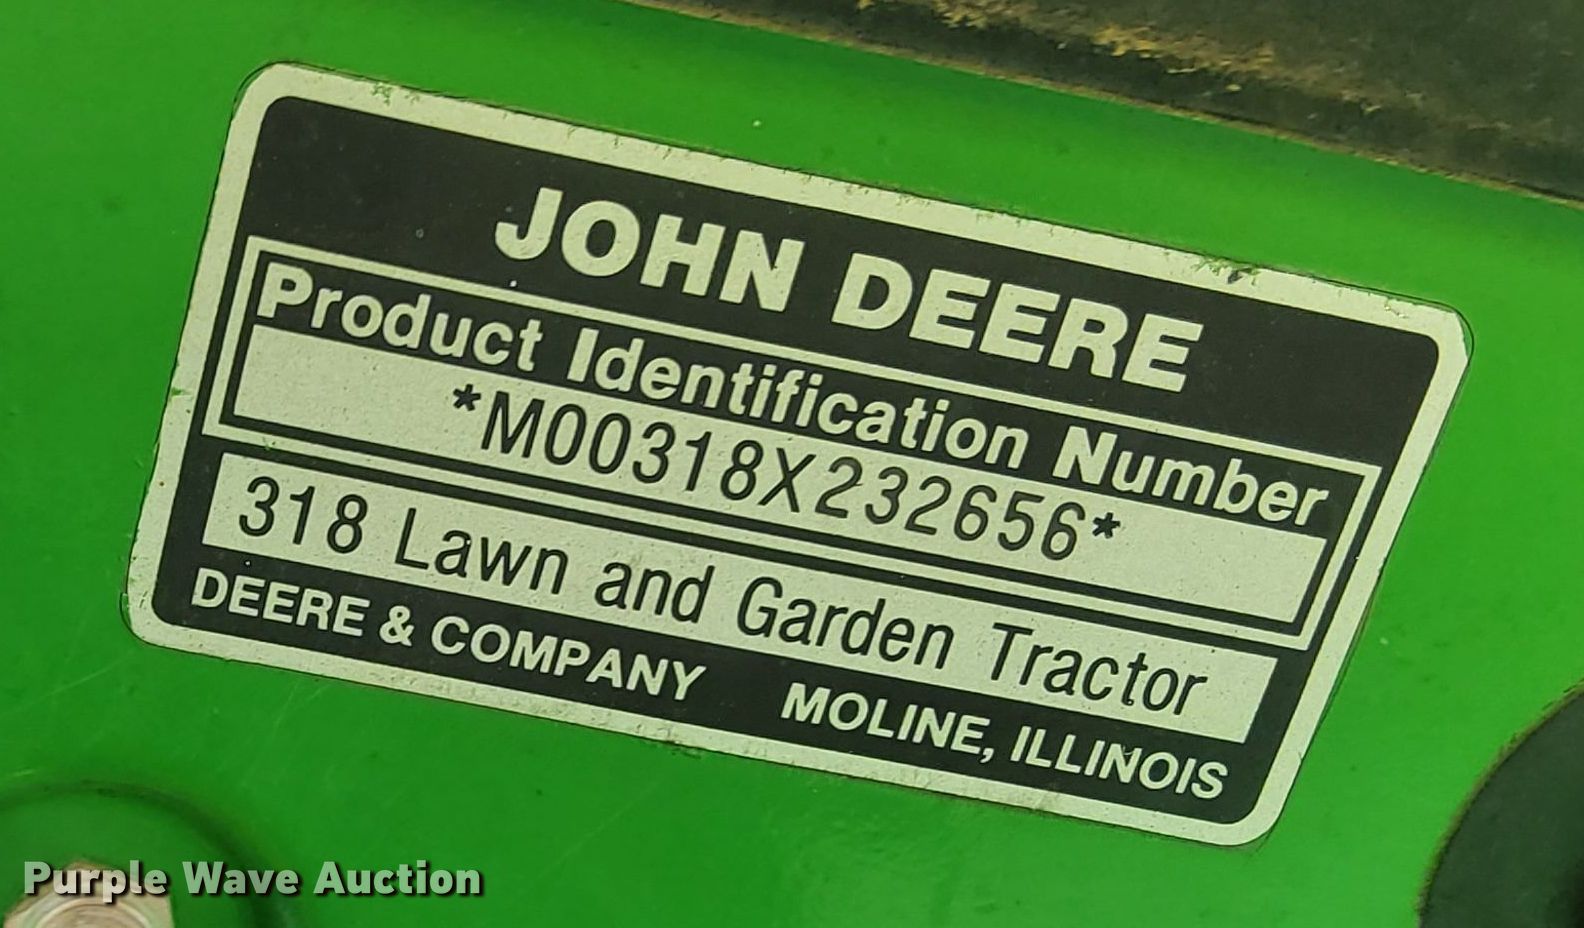 JOHN DEERE
Product Identification Number
*M00318X232656*
318 Lawn and Garden Tractor
DEERE & COMPANY MOLINE, ILLINOIS
Purple Wave Auction